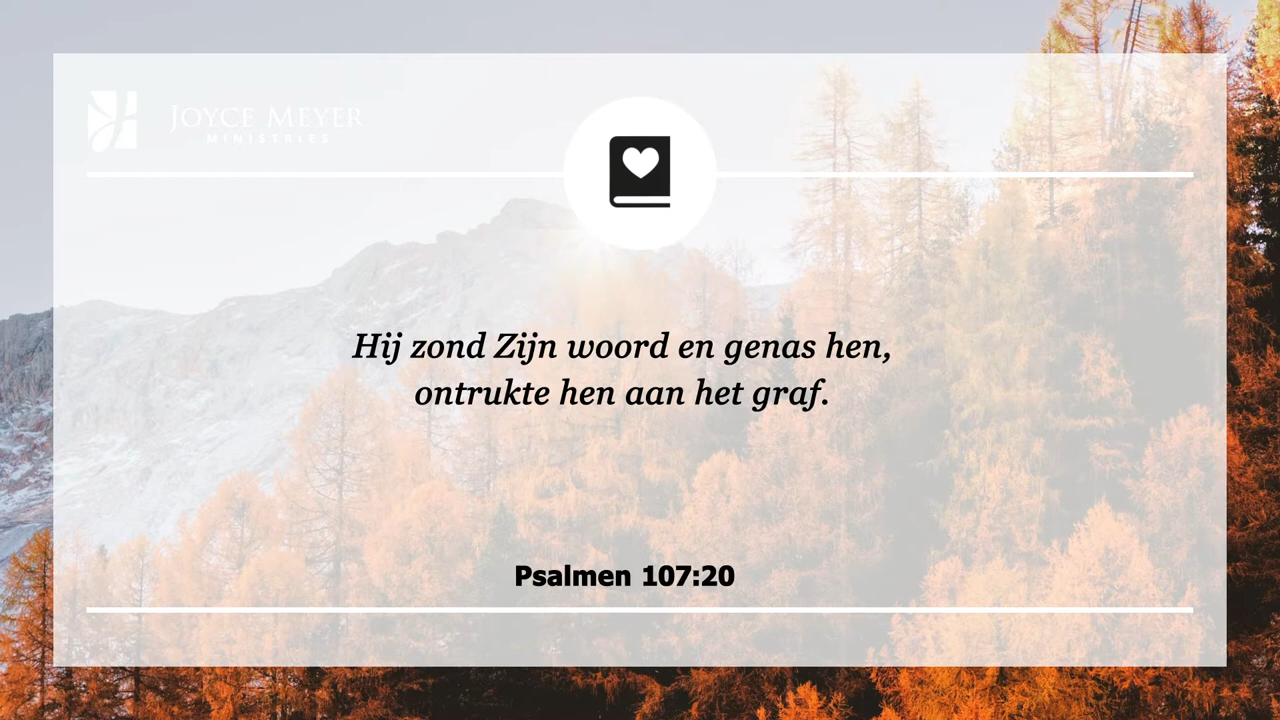 JOYCE MEYER
MINISTRIES
Hij zond Zijn woord en genas hen,
ontrukte hen aan het graf.
Psalmen 107:20